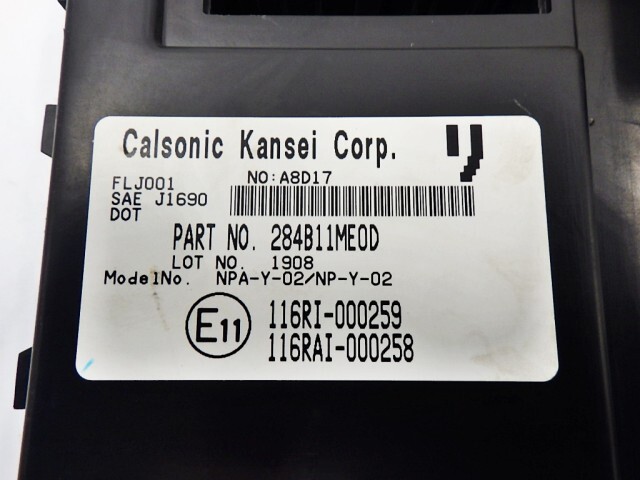 Calsonic Kansei Corp.
FLJ001
NO:A8D17
SAE J1690
DOT
PART NO. 284B11ME0D
LOT NO. 1908
ModelNo. NPA-Y-02/NP-Y-02
E11
116RI-000259
116RAI-000258